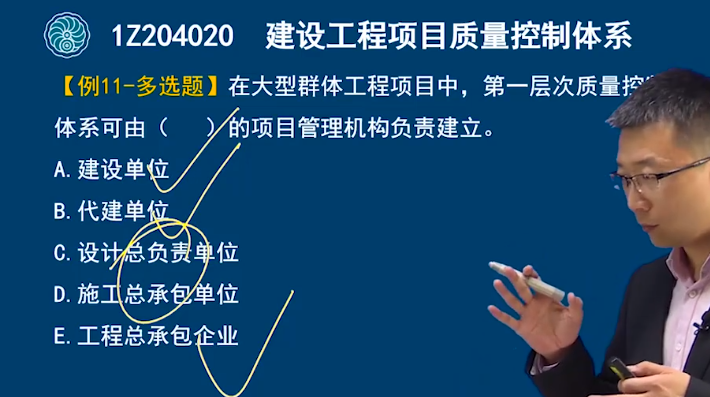 1Z204020 建设工程项目质量控制体系
【例11-多选题】在大型群体工程项目中，第一层次质量控
体系可由（ ）的项目管理机构负责建立。
A.建设单位
B.代建单位
C.设计总负责单位
D.施工总承包单位
E.工程总承包企业